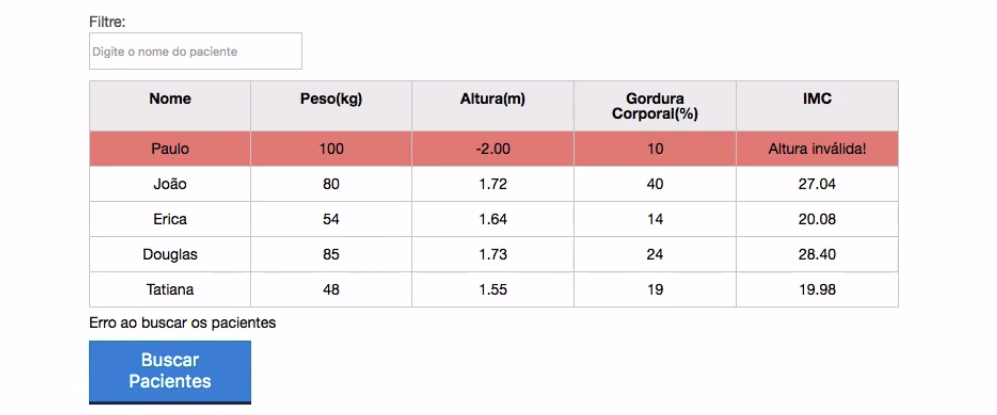 Filtre:
Digite o nome do paciente
Nome Peso(kg) Altura(m) Gordura Corporal(%) IMC
Paulo 100 -2.00 10 Altura inválida!
João 80 1.72 40 27.04
Erica 54 1.64 14 20.08
Douglas 85 1.73 24 28.40
Tatiana 48 1.55 19 19.98
Erro ao buscar os pacientes
Buscar
Pacientes